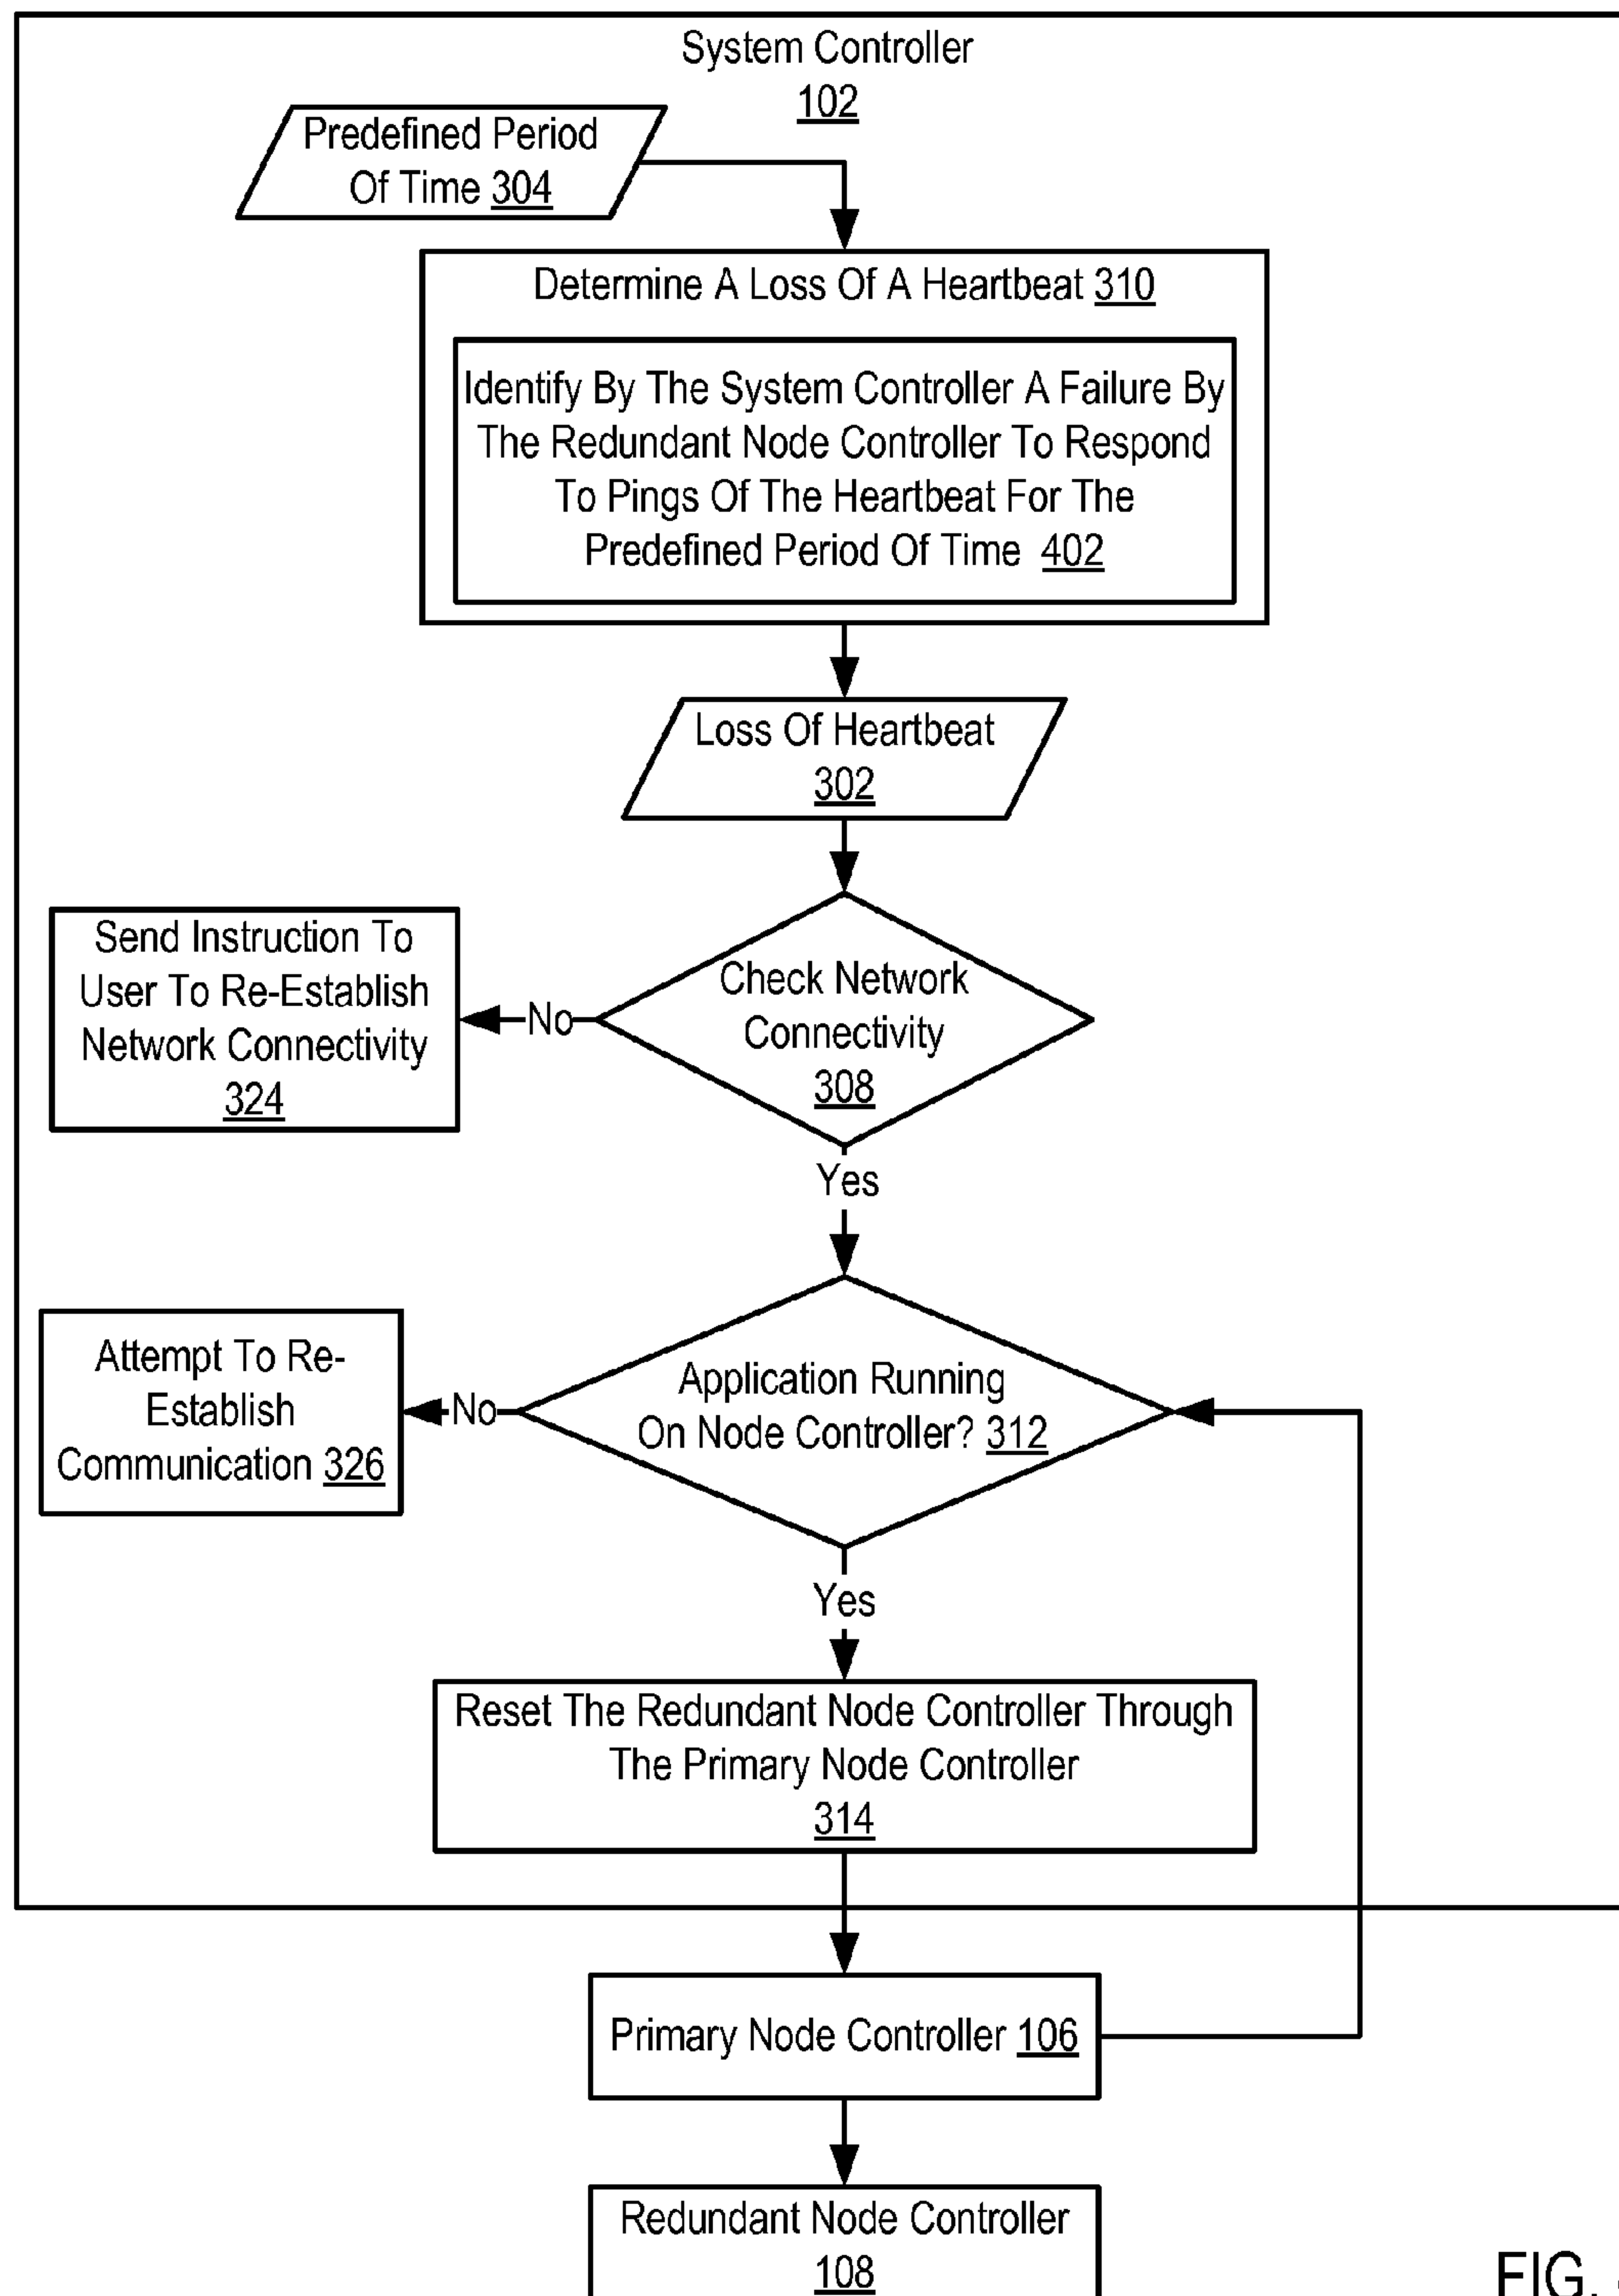 System Controller
102
Predefined Period
Of Time 304
Determine A Loss Of A Heartbeat 310
Identify By The System Controller A Failure By
The Redundant Node Controller To Respond
To Pings Of The Heartbeat For The
Predefined Period Of Time 402
Loss Of Heartbeat
302
Send Instruction To
User To Re-Establish
Network Connectivity
324
No
Check Network
Connectivity
308
Yes
Attempt To Re-
Establish
Communication 326
No
Application Running
On Node Controller? 312
Yes
Reset The Redundant Node Controller Through
The Primary Node Controller
314
Primary Node Controller 106
Redundant Node Controller
108
FIG.